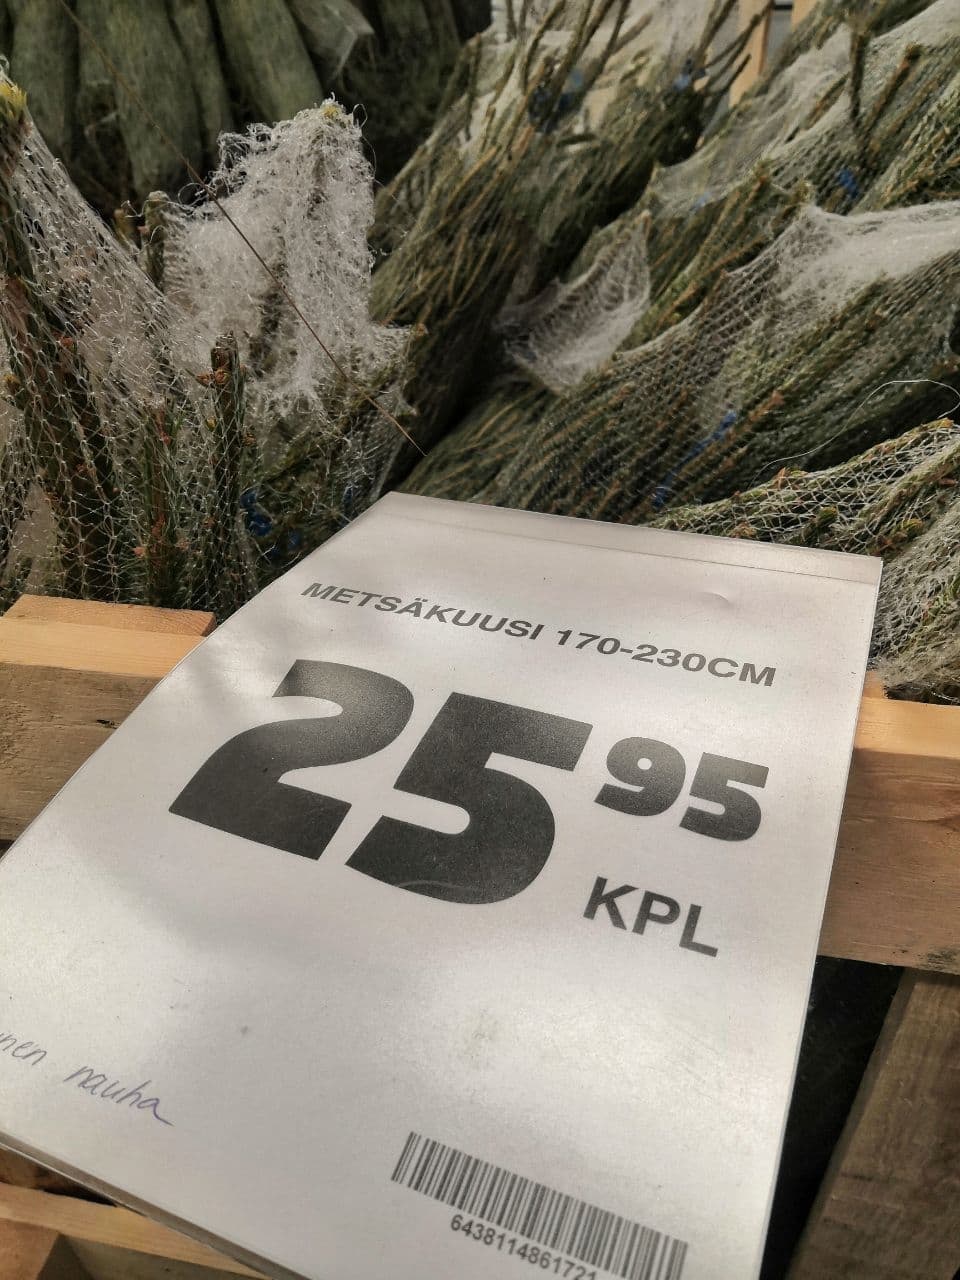 METSÄKUUSI 170-230CM
25 95
KPL
nauha
6438114861721